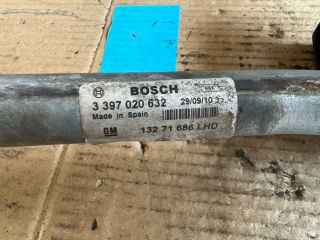 BOSCH
3 397 020 632 29/09/10
Made in Spain
GM 132 71 686 LHD